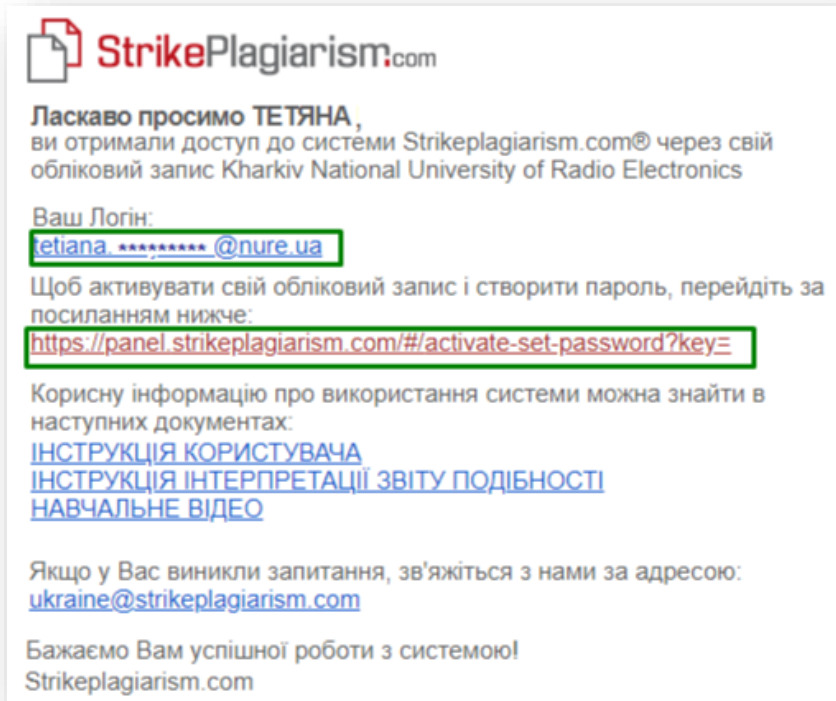 StrikePlagiarism.com
Ласкаво просимо ТЕТЯНА,
ви отримали доступ до системи Strikeplagiarism.com® через свій
обліковий запис Kharkiv National University of Radio Electronics
Ваш Логін:
tetiana. ********* @nure.ua
Щоб активувати свій обліковий запис і створити пароль, перейдіть за
посиланням нижче:
https://panel.strikeplagiarism.com/#/activate-set-password?key=
Корисну інформацію про використання системи можна знайти в
наступних документах:
ІНСТРУКЦІЯ КОРИСТУВАЧА
ІНСТРУКЦІЯ ІНТЕРПРЕТАЦІЇ ЗВІТУ ПОДІБНОСТІ
НАВЧАЛЬНЕ ВІДЕО
Якщо у Вас виникли запитання, зв'яжіться з нами за адресою:
ukraine@strikeplagiarism.com
Бажаємо Вам успішної роботи з системою!
Strikeplagiarism.com